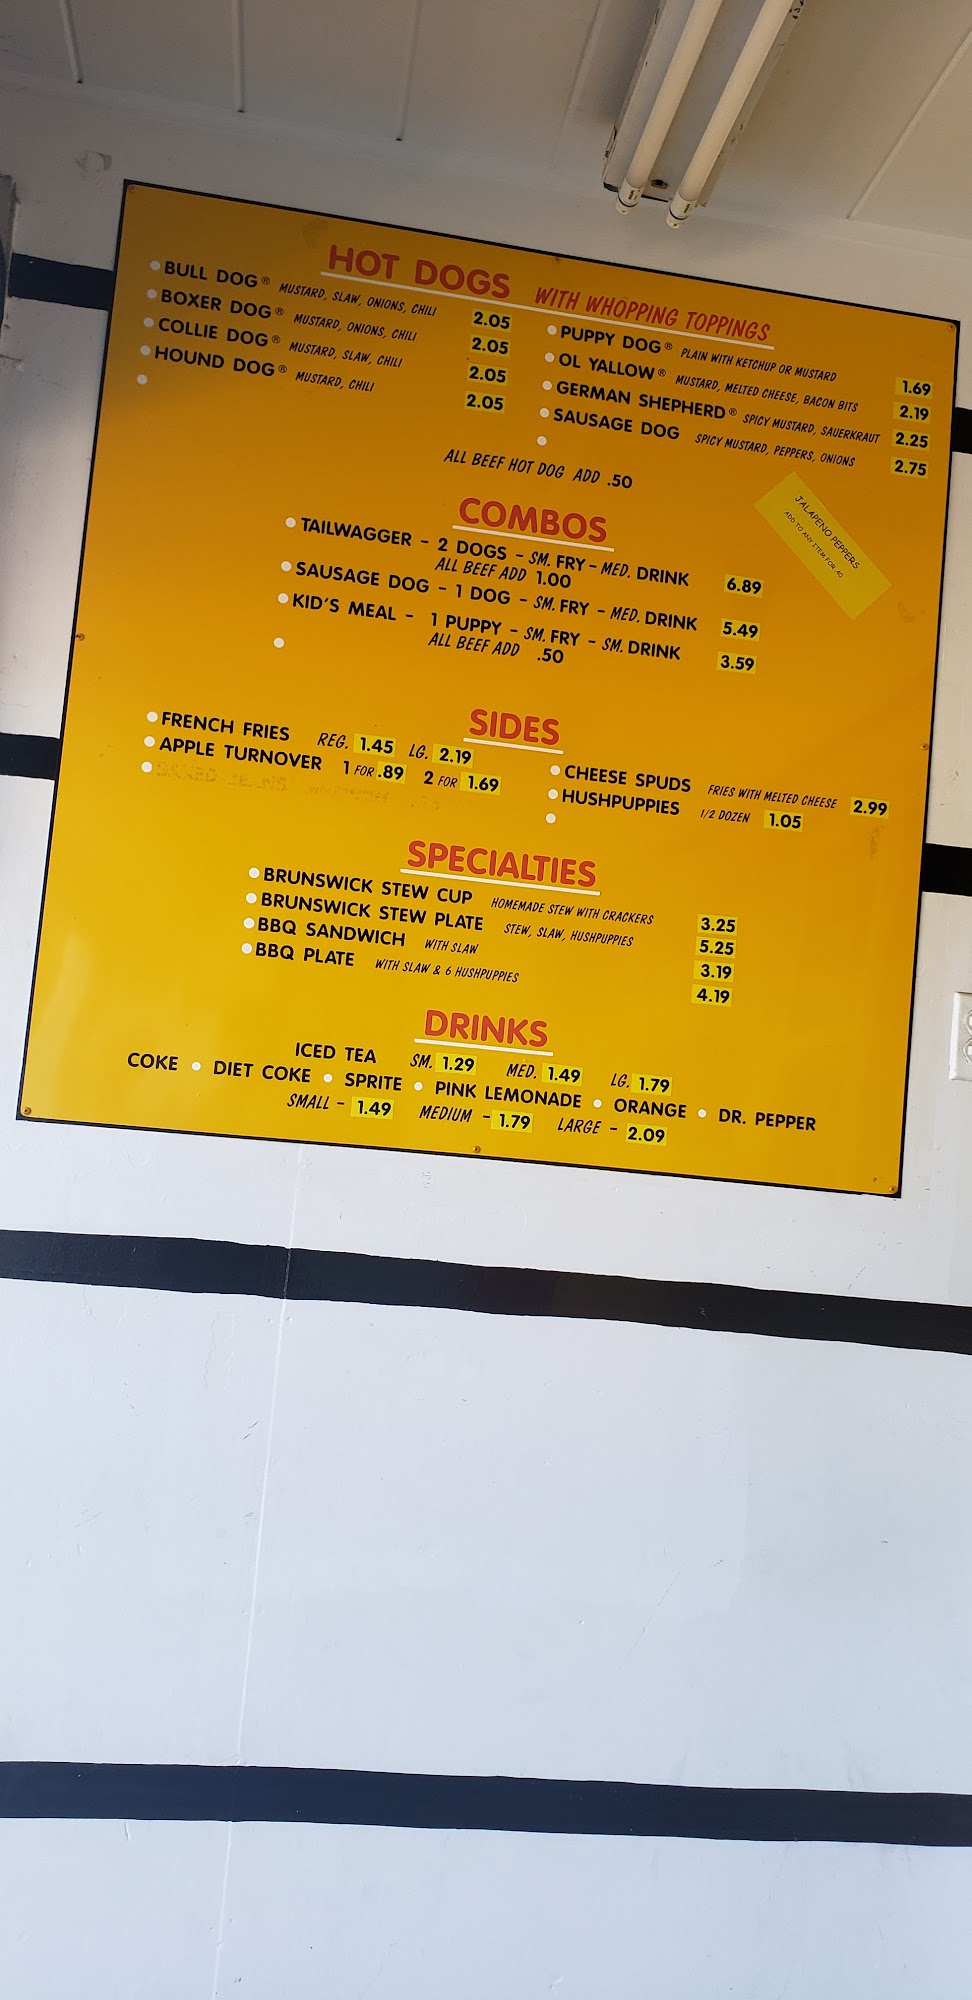 HOT DOGS WITH WHOPPING TOPPINGS
BULL DOG® MUSTARD, SLAW, ONIONS, CHILI 2.05
BOXER DOG® MUSTARD, ONIONS, CHILI 2.05
COLLIE DOG® MUSTARD, SLAW, CHILI 2.05
HOUND DOG® MUSTARD, CHILI 2.05
PUPPY DOG® PLAIN WITH KETCHUP OR MUSTARD 1.69
OL YALLOW® MUSTARD, MELTED CHEESE, BACON BITS 2.19
GERMAN SHEPHERD® SPICY MUSTARD, SAUERKRAUT 2.25
SAUSAGE DOG SPICY MUSTARD, PEPPERS, ONIONS 2.75
ALL BEEF HOT DOG ADD .50
JALAPENO PEPPERS
ADD TO ANY ITEM FOR .40
COMBOS
TAILWAGGER - 2 DOGS - SM. FRY - MED. DRINK 6.89
ALL BEEF ADD 1.00
SAUSAGE DOG - 1 DOG - SM. FRY - MED. DRINK 5.49
KID'S MEAL - 1 PUPPY - SM. FRY - SM. DRINK 3.59
ALL BEEF ADD .50
SIDES
FRENCH FRIES REG. 1.45 LG. 2.19
APPLE TURNOVER 1 FOR .89 2 FOR 1.69
CHEESE SPUDS FRIES WITH MELTED CHEESE 2.99
HUSHPUPPIES 1/2 DOZEN 1.05
SPECIALTIES
BRUNSWICK STEW CUP HOMEMADE STEW WITH CRACKERS 3.25
BRUNSWICK STEW PLATE STEW, SLAW, HUSHPUPPIES 5.25
BBQ SANDWICH WITH SLAW 3.19
BBQ PLATE WITH SLAW & 6 HUSHPUPPIES 4.19
DRINKS
ICED TEA SM. 1.29 MED. 1.49 LG. 1.79
COKE • DIET COKE • SPRITE • PINK LEMONADE • ORANGE • DR. PEPPER
SMALL - 1.49 MEDIUM - 1.79 LARGE - 2.09